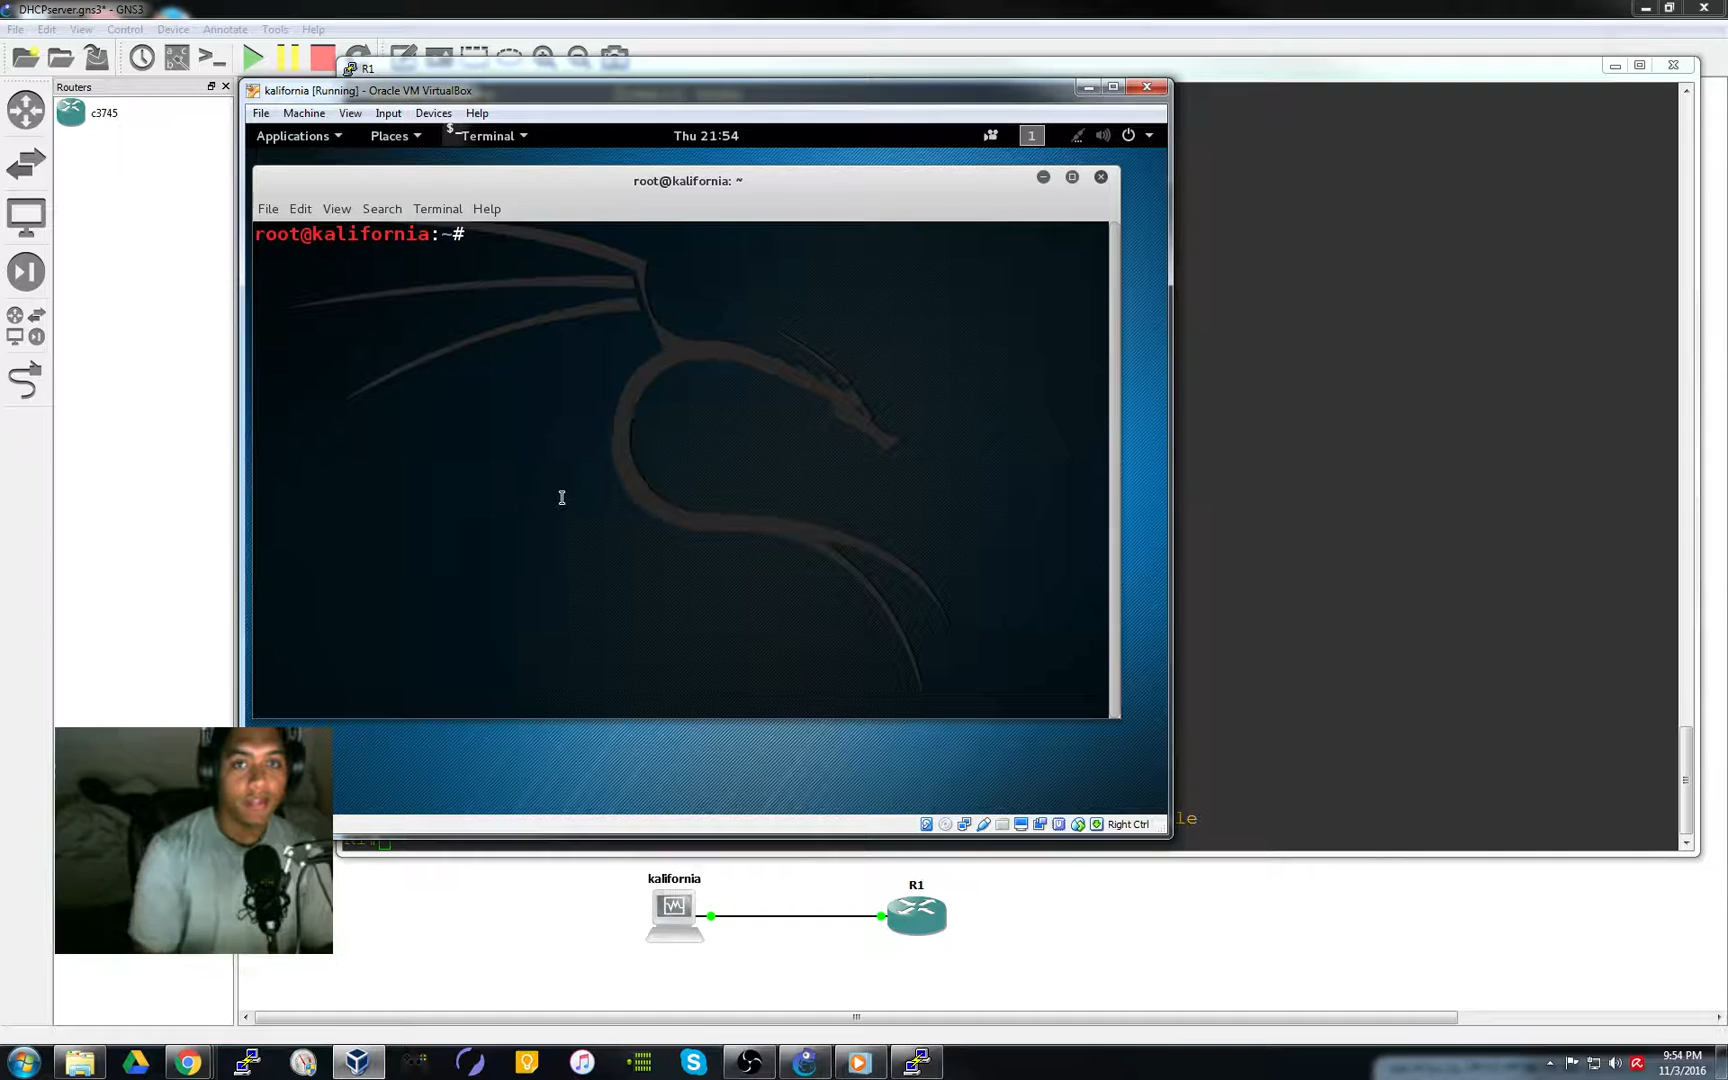 DHCPserver.gns3* - GNS3
File Edit View Control Device Annotate Tools Help
Routers
c3745
R1
kalifornia [Running] - Oracle VM VirtualBox
File Machine View Input Devices Help
Applications Places Terminal Thu 21:54 1
root@kalifornia: ~
File Edit View Search Terminal Help
root@kalifornia:~#
Right Ctrl
le
kalifornia
R1
9:54 PM
11/3/2016